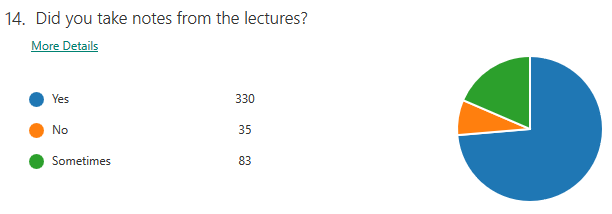 14. Did you take notes from the lectures?
More Details
Yes 330
No 35
Sometimes 83